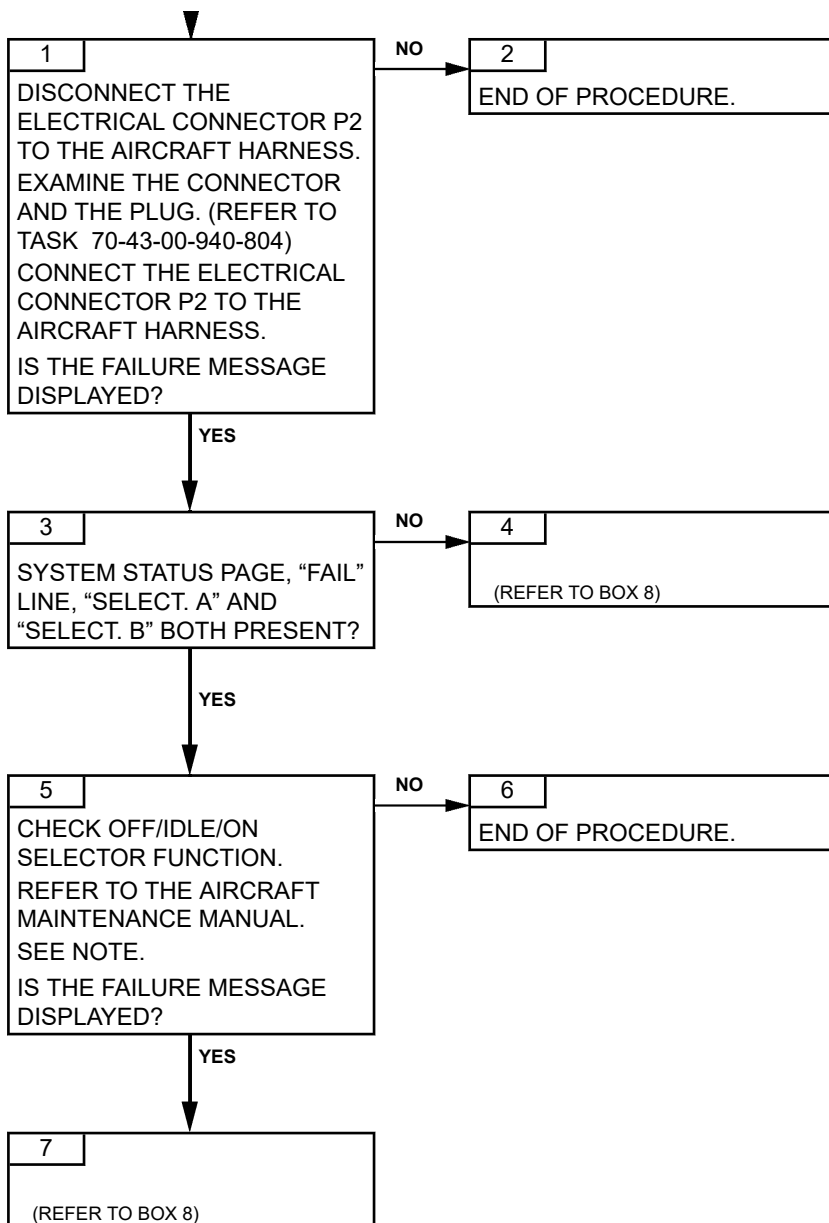 1
DISCONNECT THE
ELECTRICAL CONNECTOR P2
TO THE AIRCRAFT HARNESS.
EXAMINE THE CONNECTOR
AND THE PLUG. (REFER TO
TASK 70-43-00-940-804)
CONNECT THE ELECTRICAL
CONNECTOR P2 TO THE
AIRCRAFT HARNESS.
IS THE FAILURE MESSAGE
DISPLAYED?
NO
2
END OF PROCEDURE.
YES
3
SYSTEM STATUS PAGE, “FAIL”
LINE, “SELECT. A” AND
“SELECT. B” BOTH PRESENT?
NO
4
(REFER TO BOX 8)
YES
5
CHECK OFF/IDLE/ON
SELECTOR FUNCTION.
REFER TO THE AIRCRAFT
MAINTENANCE MANUAL.
SEE NOTE.
IS THE FAILURE MESSAGE
DISPLAYED?
NO
6
END OF PROCEDURE.
YES
7
(REFER TO BOX 8)